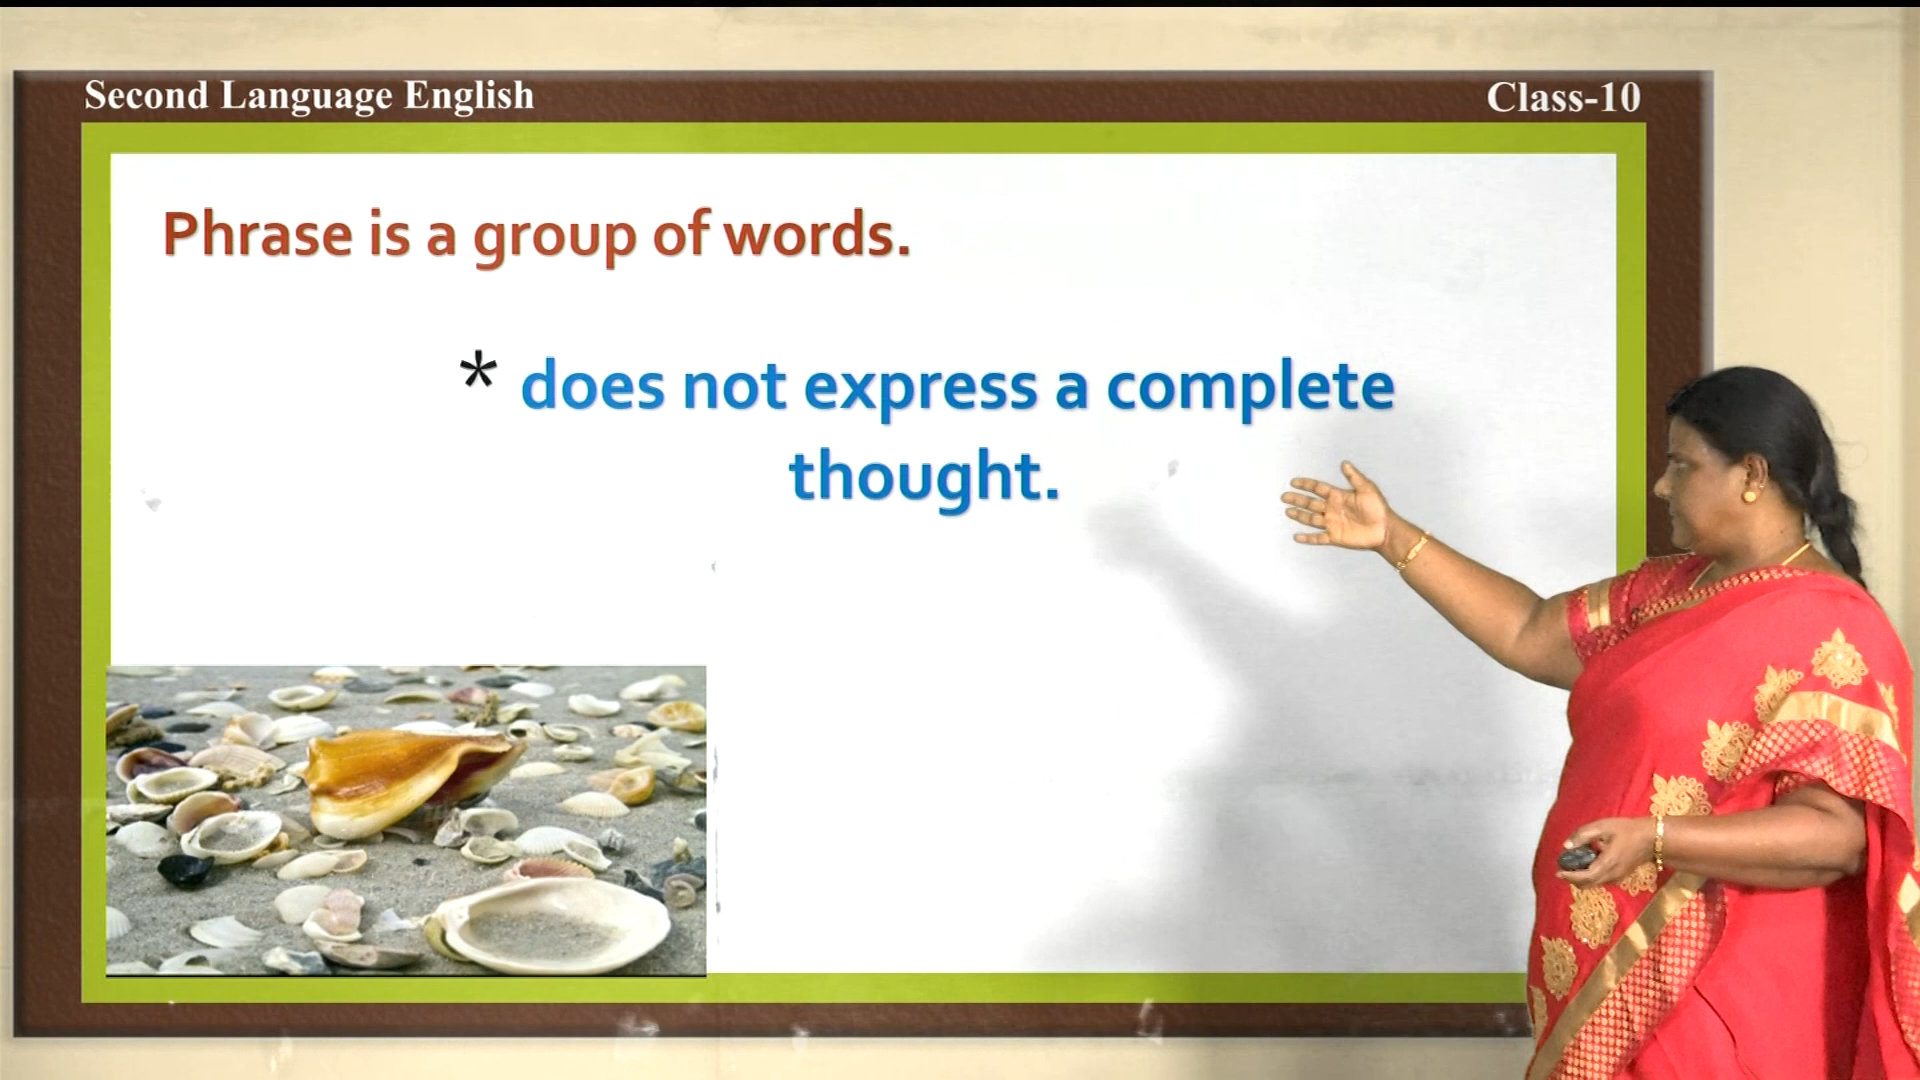 Second Language English
Class-10
Phrase is a group of words.
* does not express a complete
thought.